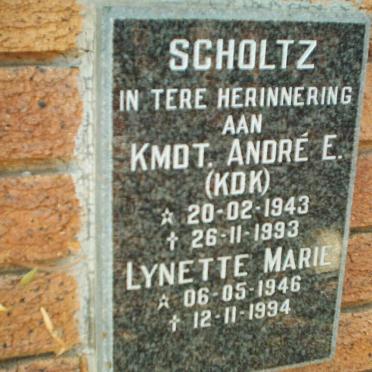 SCHOLTZ
IN TERE HERINNERING
AAN
KMDT. ANDRÉ E.
(KDK)
☆ 20-02-1943
† 26-11-1993
LYNETTE MARIE
☆ 06-05-1946
† 12-11-1994